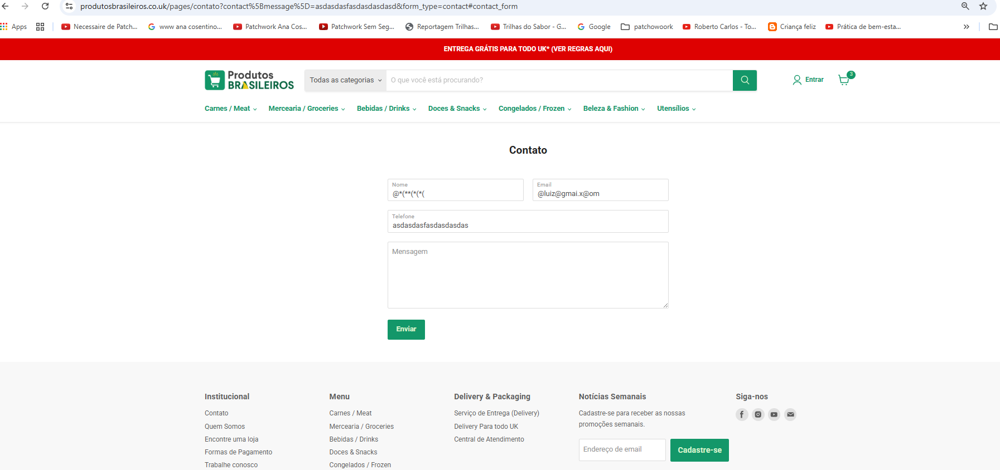 produtosbrasileiros.co.uk/pages/contato?contact%5Bmessage%5D=asdasdasfasdasdasdasd&form_type=contact#contact_form
Apps Necessaire de Patch... www ana cosentino... Patchwork Ana Cos... Patchwork Sem Seg... Reportagem Trilhas... Trilhas do Sabor - G... Google patchowoork Roberto Carlos - To... Criança feliz Prática de bem-esta... »
ENTREGA GRÁTIS PARA TODO UK* (VER REGRAS AQUI)
Produtos
BRASILEIROS
Todas as categorias O que você está procurando? Entrar 3
Carnes / Meat Mercearia / Groceries Bebidas / Drinks Doces & Snacks Congelados / Frozen Beleza & Fashion Utensílios
Contato
Nome Email
@*(**(*(*( @luiz@gmai.x@om
Telefone
asdasdasfasdasdasdas
Mensagem
Enviar
Institucional Menu Delivery & Packaging Notícias Semanais Siga-nos
Contato Carnes / Meat Serviço de Entrega (Delivery) Cadastre-se para receber as nossas
promoções semanais.
Quem Somos Mercearia / Groceries Delivery Para todo UK
Encontre uma loja Bebidas / Drinks Central de Atendimento
Endereço de email Cadastre-se
Formas de Pagamento Doces & Snacks
Trabalhe conosco Congelados / Frozen